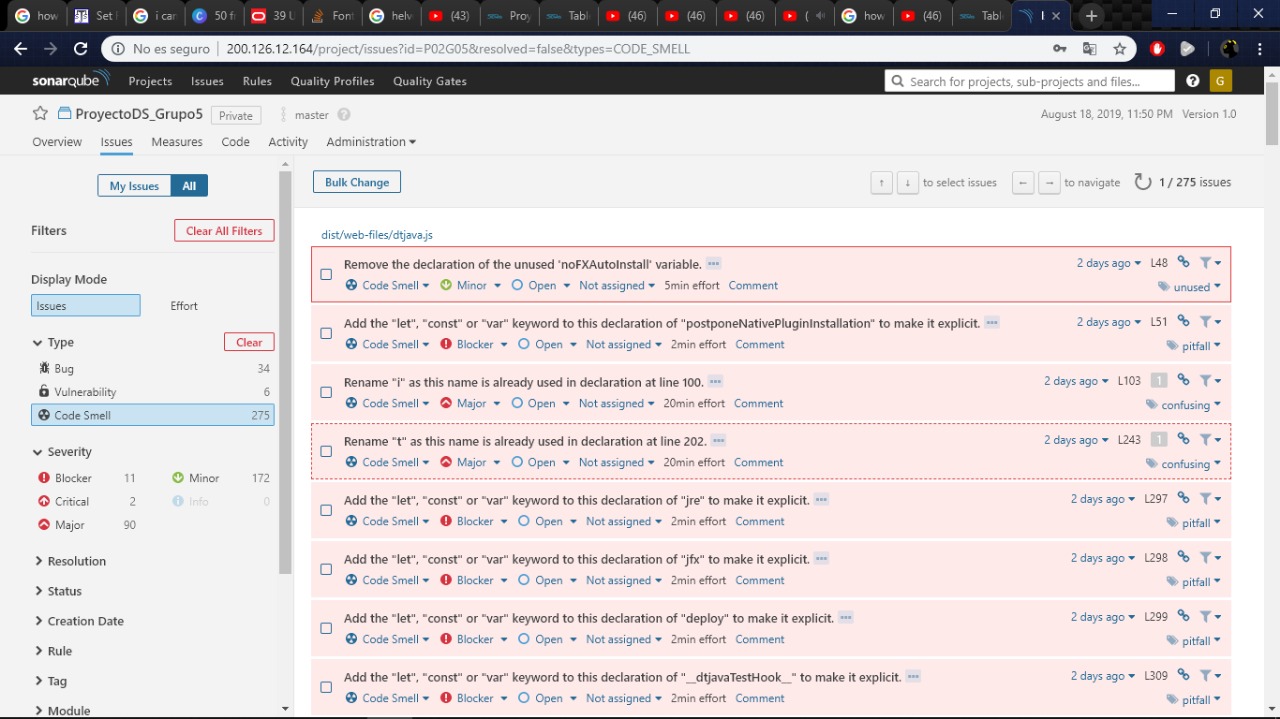 how
Set
i car
50 f
39 U
Font
helv
(43)
Proy
Tabl
(46)
(46)
(46)
(
how
(46)
Tabl
No es seguro | 200.126.12.164/project/issues?id=P02G05&resolved=false&types=CODE_SMELL
sonarqube Projects Issues Rules Quality Profiles Quality Gates Search for projects, sub-projects and files... ? G
ProyectoDS_Grupo5 Private master ? August 18, 2019, 11:50 PM Version 1.0
Overview Issues Measures Code Activity Administration
My Issues All
Filters Clear All Filters
Display Mode
Issues Effort
Type Clear
Bug 34
Vulnerability 6
Code Smell 275
Severity
Blocker 11 Minor 172
Critical 2 Info 0
Major 90
Resolution
Status
Creation Date
Rule
Tag
Module
Bulk Change ↑ ↓ to select issues ← → to navigate 1 / 275 issues
dist/web-files/dtjava.js
Remove the declaration of the unused 'noFXAutoInstall' variable. ... 2 days ago L48
Code Smell Minor Open Not assigned 5min effort Comment unused
Add the "let", "const" or "var" keyword to this declaration of "postponeNativePluginInstallation" to make it explicit. ... 2 days ago L51
Code Smell Blocker Open Not assigned 2min effort Comment pitfall
Rename "i" as this name is already used in declaration at line 100. ... 2 days ago L103 1
Code Smell Major Open Not assigned 20min effort Comment confusing
Rename "t" as this name is already used in declaration at line 202. ... 2 days ago L243 1
Code Smell Major Open Not assigned 20min effort Comment confusing
Add the "let", "const" or "var" keyword to this declaration of "jre" to make it explicit. ... 2 days ago L297
Code Smell Blocker Open Not assigned 2min effort Comment pitfall
Add the "let", "const" or "var" keyword to this declaration of "jfx" to make it explicit. ... 2 days ago L298
Code Smell Blocker Open Not assigned 2min effort Comment pitfall
Add the "let", "const" or "var" keyword to this declaration of "deploy" to make it explicit. ... 2 days ago L299
Code Smell Blocker Open Not assigned 2min effort Comment pitfall
Add the "let", "const" or "var" keyword to this declaration of "__dtjavaTestHook__" to make it explicit. ... 2 days ago L309
Code Smell Blocker Open Not assigned 2min effort Comment pitfall